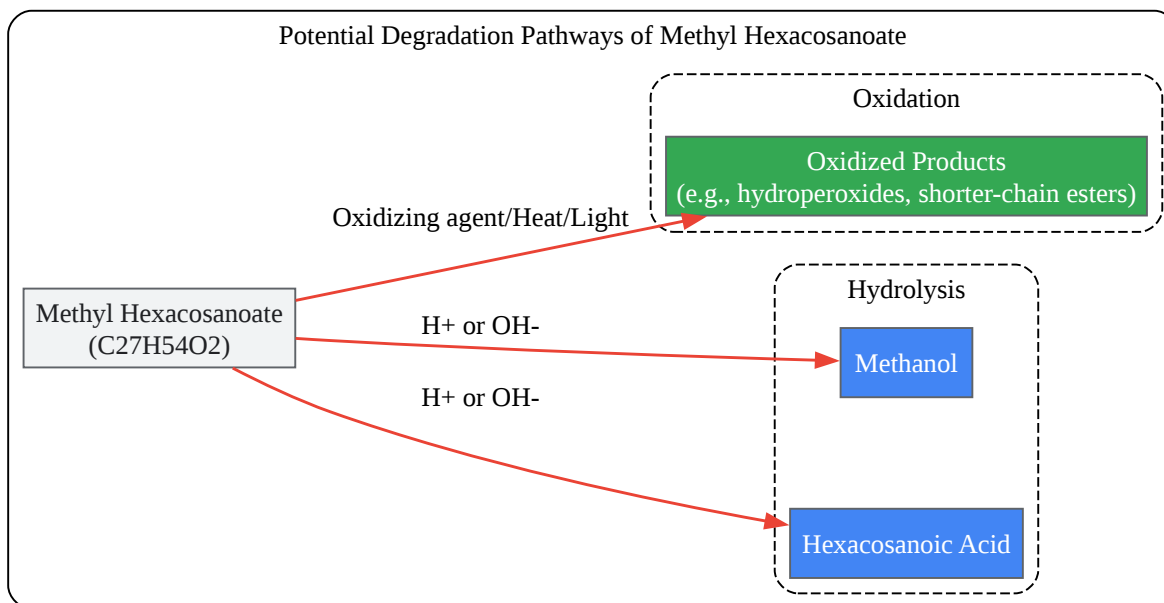 Potential Degradation Pathways of Methyl Hexacosanoate
Oxidation
Oxidized Products
(e.g., hydroperoxides, shorter-chain esters)
Oxidizing agent/Heat/Light
Methyl Hexacosanoate
(C27H54O2)
H+ or OH-
H+ or OH-
Hydrolysis
Methanol
Hexacosanoic Acid